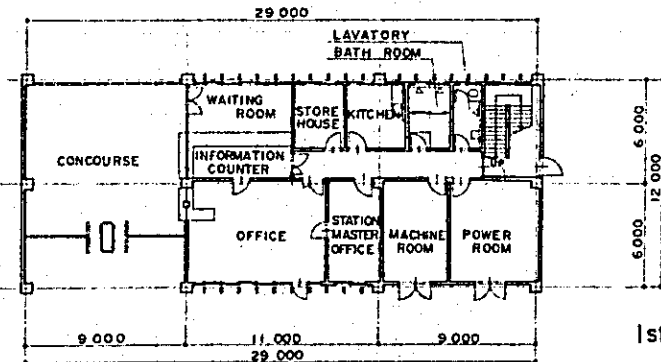 29 000
LAVATORY
BATH ROOM
WAITING
ROOM
STORE
HOUSE
KITCHEN
CONCOURSE
INFORMATION
COUNTER
UP
6 000
12 000
6 000
OFFICE
STATION
MASTER
OFFICE
MACHINE
ROOM
POWER
ROOM
9 000
11 000
9 000
29 000
1st